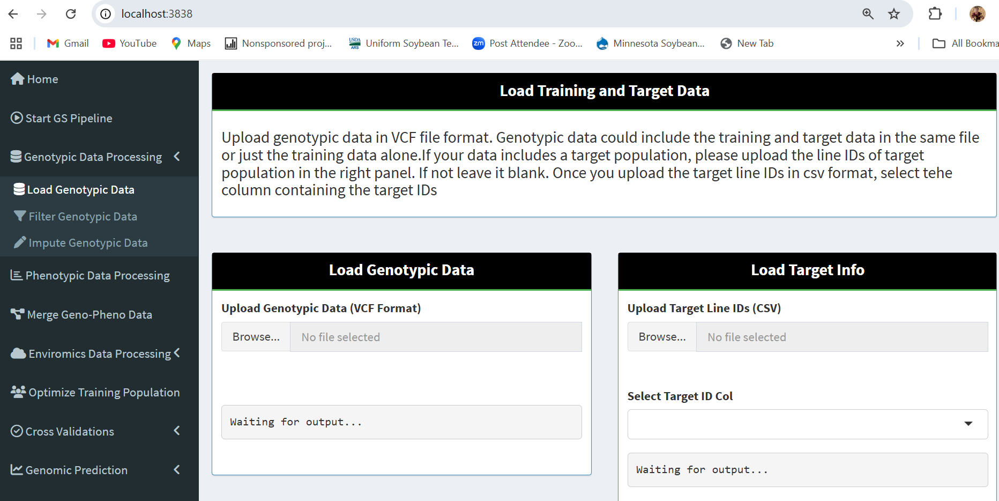 localhost:3838
Gmail
YouTube
Maps
Nonsponsored proj...
USDA
ARS
Uniform Soybean Te...
zm
Post Attendee - Zoo...
Minnesota Soybean...
New Tab
»
All Bookma
Home
Start GS Pipeline
Genotypic Data Processing
Load Genotypic Data
Filter Genotypic Data
Impute Genotypic Data
Phenotypic Data Processing
Merge Geno-Pheno Data
Enviromics Data Processing
Optimize Training Population
Cross Validations
Genomic Prediction
Load Training and Target Data
Upload genotypic data in VCF file format. Genotypic data could include the training and target data in the same file
or just the training data alone.If your data includes a target population, please upload the line IDs of target
population in the right panel. If not leave it blank. Once you upload the target line IDs in csv format, select tehe
column containing the target IDs
Load Genotypic Data
Upload Genotypic Data (VCF Format)
Browse...
No file selected
Waiting for output...
Load Target Info
Upload Target Line IDs (CSV)
Browse...
No file selected
Select Target ID Col
Waiting for output...